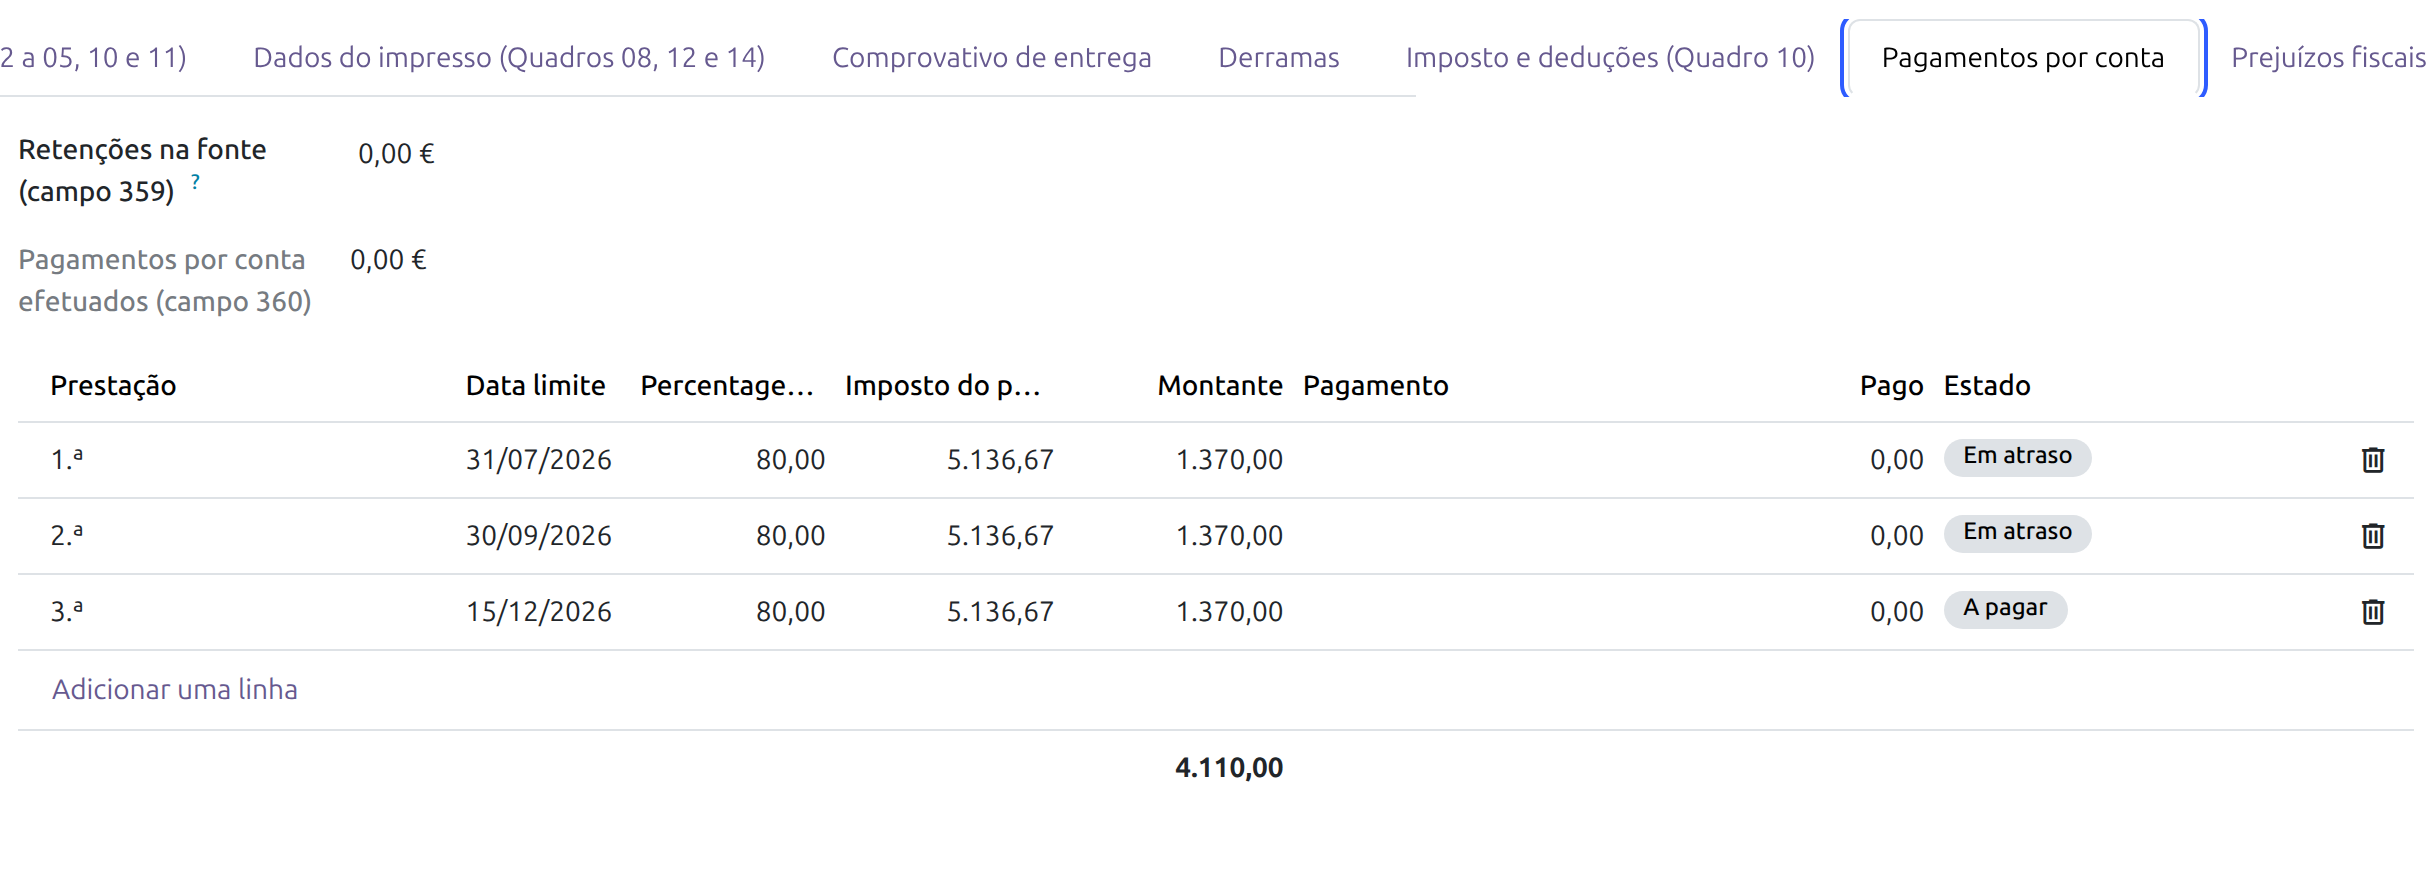 2 a 05, 10 e 11) Dados do impresso (Quadros 08, 12 e 14) Comprovativo de entrega Derramas Imposto e deduções (Quadro 10) Pagamentos por conta Prejuízos fiscais
Retenções na fonte (campo 359) ? 0,00 €
Pagamentos por conta efetuados (campo 360) 0,00 €
Prestação Data limite Percentage... Imposto do p... Montante Pagamento Pago Estado
1.ª 31/07/2026 80,00 5.136,67 1.370,00 0,00 Em atraso
2.ª 30/09/2026 80,00 5.136,67 1.370,00 0,00 Em atraso
3.ª 15/12/2026 80,00 5.136,67 1.370,00 0,00 A pagar
Adicionar uma linha
4.110,00